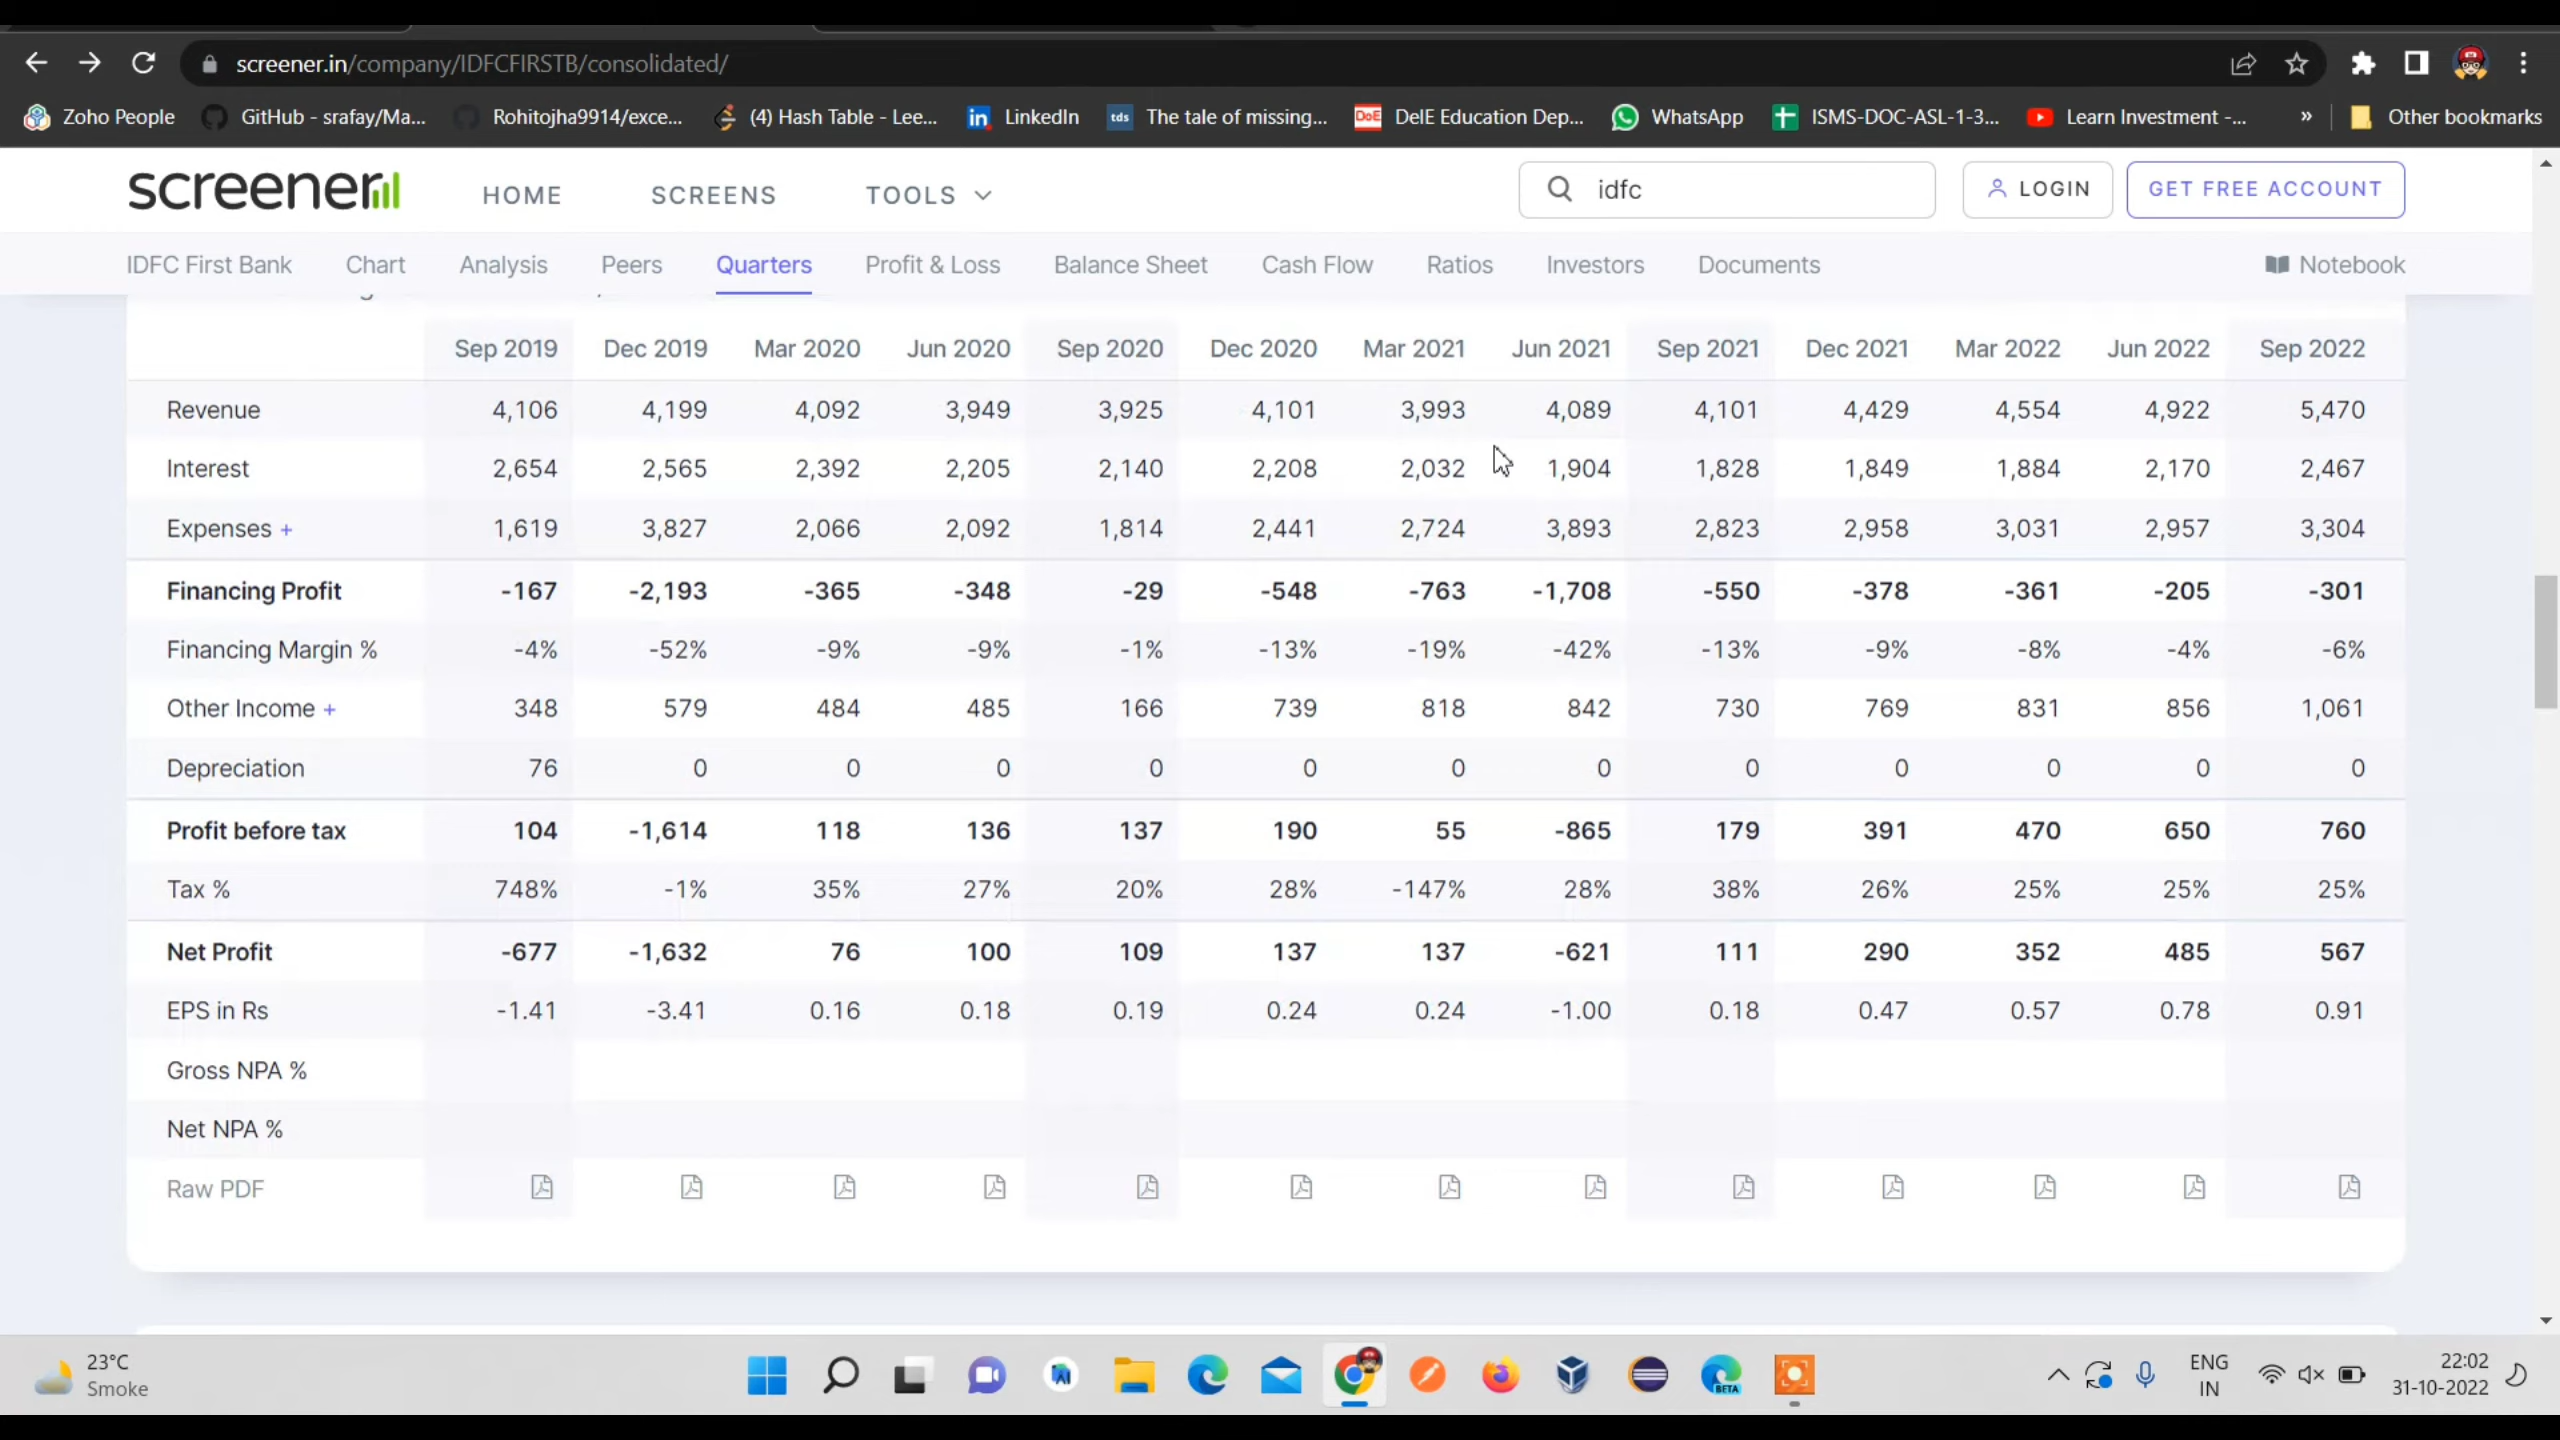 screener.in/company/IDFCFIRSTB/consolidated/
Zoho People GitHub - srafay/Ma... Rohitojha9914/exce... (4) Hash Table - Lee... LinkedIn The tale of missing... DelE Education Dep... WhatsApp ISMS-DOC-ASL-1-3... Learn Investment -... » Other bookmarks
screener HOME SCREENS TOOLS idfc LOGIN GET FREE ACCOUNT
IDFC First Bank Chart Analysis Peers Quarters Profit & Loss Balance Sheet Cash Flow Ratios Investors Documents Notebook
Sep 2019 Dec 2019 Mar 2020 Jun 2020 Sep 2020 Dec 2020 Mar 2021 Jun 2021 Sep 2021 Dec 2021 Mar 2022 Jun 2022 Sep 2022
Revenue 4,106 4,199 4,092 3,949 3,925 4,101 3,993 4,089 4,101 4,429 4,554 4,922 5,470
Interest 2,654 2,565 2,392 2,205 2,140 2,208 2,032 1,904 1,828 1,849 1,884 2,170 2,467
Expenses + 1,619 3,827 2,066 2,092 1,814 2,441 2,724 3,893 2,823 2,958 3,031 2,957 3,304
Financing Profit -167 -2,193 -365 -348 -29 -548 -763 -1,708 -550 -378 -361 -205 -301
Financing Margin % -4% -52% -9% -9% -1% -13% -19% -42% -13% -9% -8% -4% -6%
Other Income + 348 579 484 485 166 739 818 842 730 769 831 856 1,061
Depreciation 76 0 0 0 0 0 0 0 0 0 0 0 0
Profit before tax 104 -1,614 118 136 137 190 55 -865 179 391 470 650 760
Tax % 748% -1% 35% 27% 20% 28% -147% 28% 38% 26% 25% 25% 25%
Net Profit -677 -1,632 76 100 109 137 137 -621 111 290 352 485 567
EPS in Rs -1.41 -3.41 0.16 0.18 0.19 0.24 0.24 -1.00 0.18 0.47 0.57 0.78 0.91
Gross NPA %
Net NPA %
Raw PDF
23°C
Smoke
BETA
ENG
IN
22:02
31-10-2022